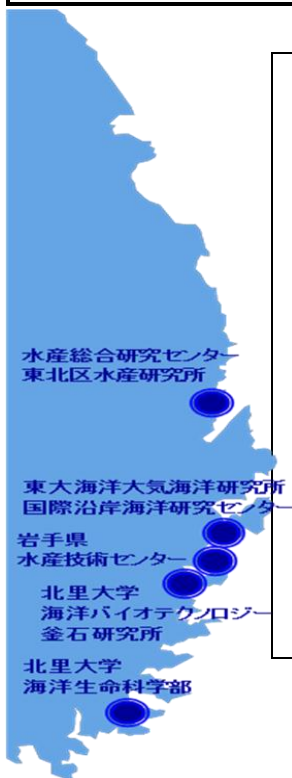 水産総合研究センター
東北区水産研究所
東大海洋大気海洋研究所
国際沿岸海洋研究センター
岩手県
水産技術センター
北里大学
海洋バイオテクノロジー
釜石研究所
北里大学
海洋生命科学部